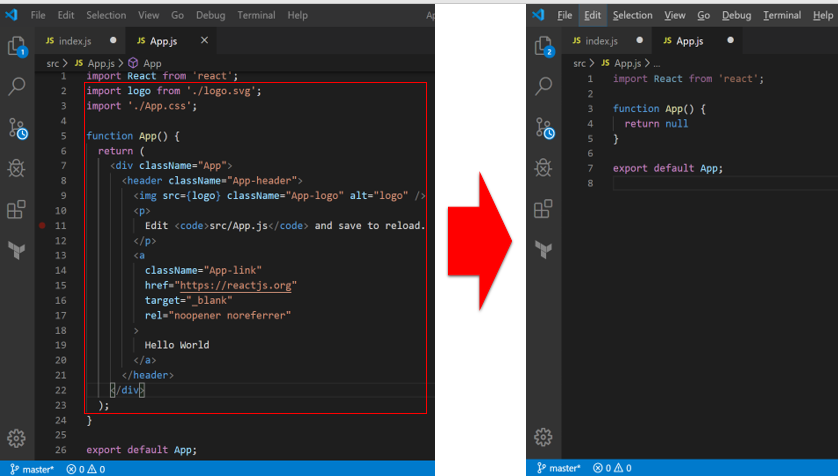 File Edit Selection View Go Debug Terminal Help Ap
JS index.js JS App.js
src > JS App.js > App
1 import React from 'react';
2 import logo from './logo.svg';
3 import './App.css';
4
5 function App() {
6 return (
7 <div className="App">
8 <header className="App-header">
9 <img src={logo} className="App-logo" alt="logo" />
10 <p>
11 Edit <code>src/App.js</code> and save to reload.
12 </p>
13 <a
14 className="App-link"
15 href="https://reactjs.org"
16 target="_blank"
17 rel="noopener noreferrer"
18 >
19 Hello World
20 </a>
21 </header>
22 </div>
23 );
24 }
25
26 export default App;
1
master* 0 0
File Edit Selection View Go Debug Terminal Help
JS index.js JS App.js
src > JS App.js > ...
1 import React from 'react';
2
3 function App() {
4 return null
5 }
6
7 export default App;
8
2
master* 0 0